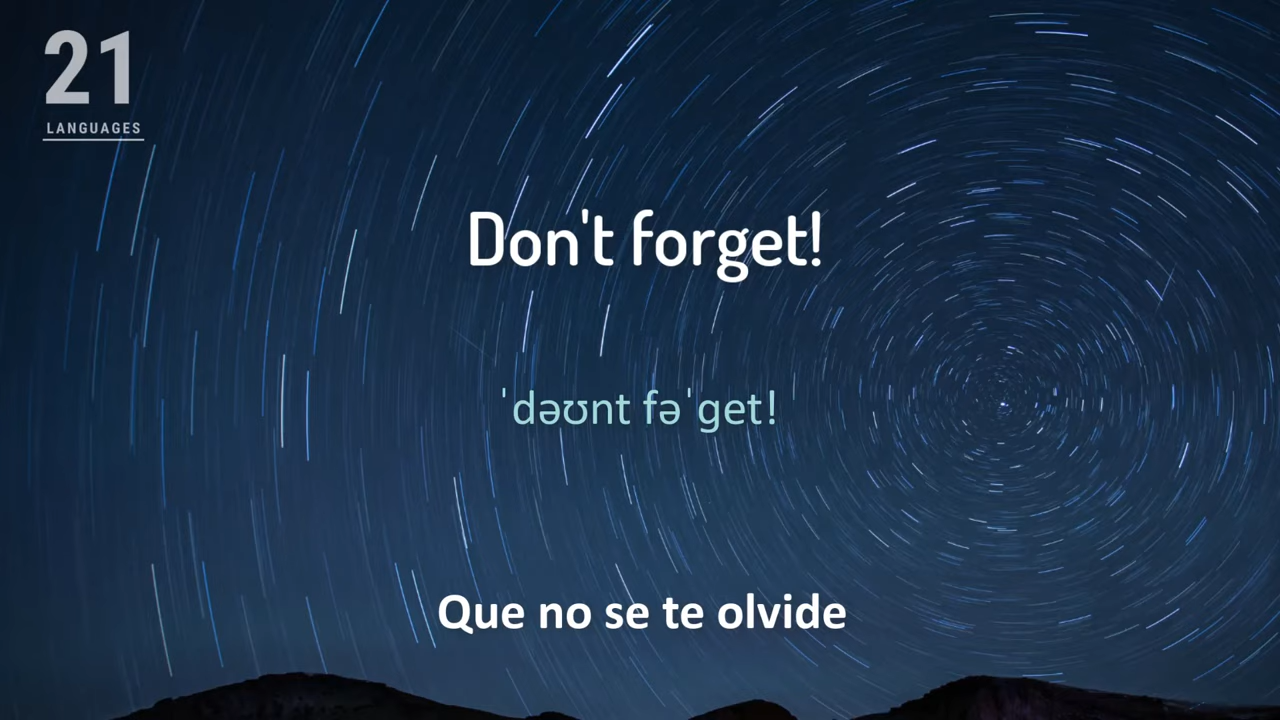 21
LANGUAGES
Don't forget!
ˈdəʊnt fəˈget!
Que no se te olvide